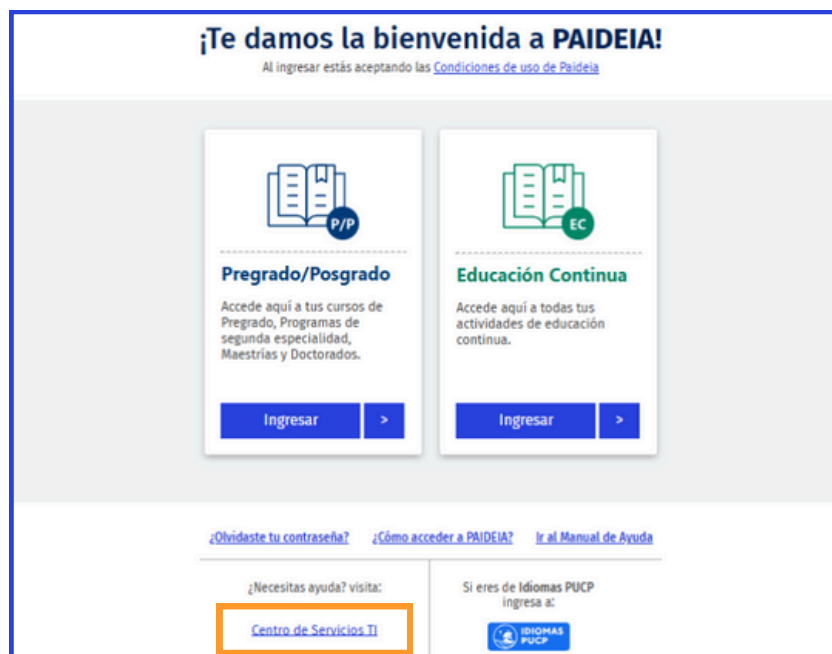 ¡Te damos la bienvenida a PAIDEIA!
Al ingresar estás aceptando las Condiciones de uso de Paideia
P/P
Pregrado/Posgrado
Accede aquí a tus cursos de
Pregrado, Programas de
segunda especialidad,
Maestrías y Doctorados.
Ingresar >
EC
Educación Continua
Accede aquí a todas tus
actividades de educación
continua.
Ingresar >
¿Olvidaste tu contraseña? ¿Cómo acceder a PAIDEIA? Ir al Manual de Ayuda
¿Necesitas ayuda? visita:
Centro de Servicios TI
Si eres de Idiomas PUCP
ingresa a:
IDIOMAS
PUCP